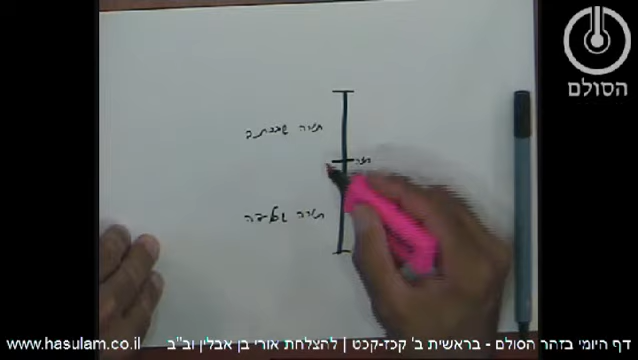 הסולם
תורה שבכתב
חזה
תורה שבע"פ
דף היומי בזהר הסולם - בראשית ב' קכז-קכט | להצלחת אורי בן אבלין וב"ב www.hasulam.co.il